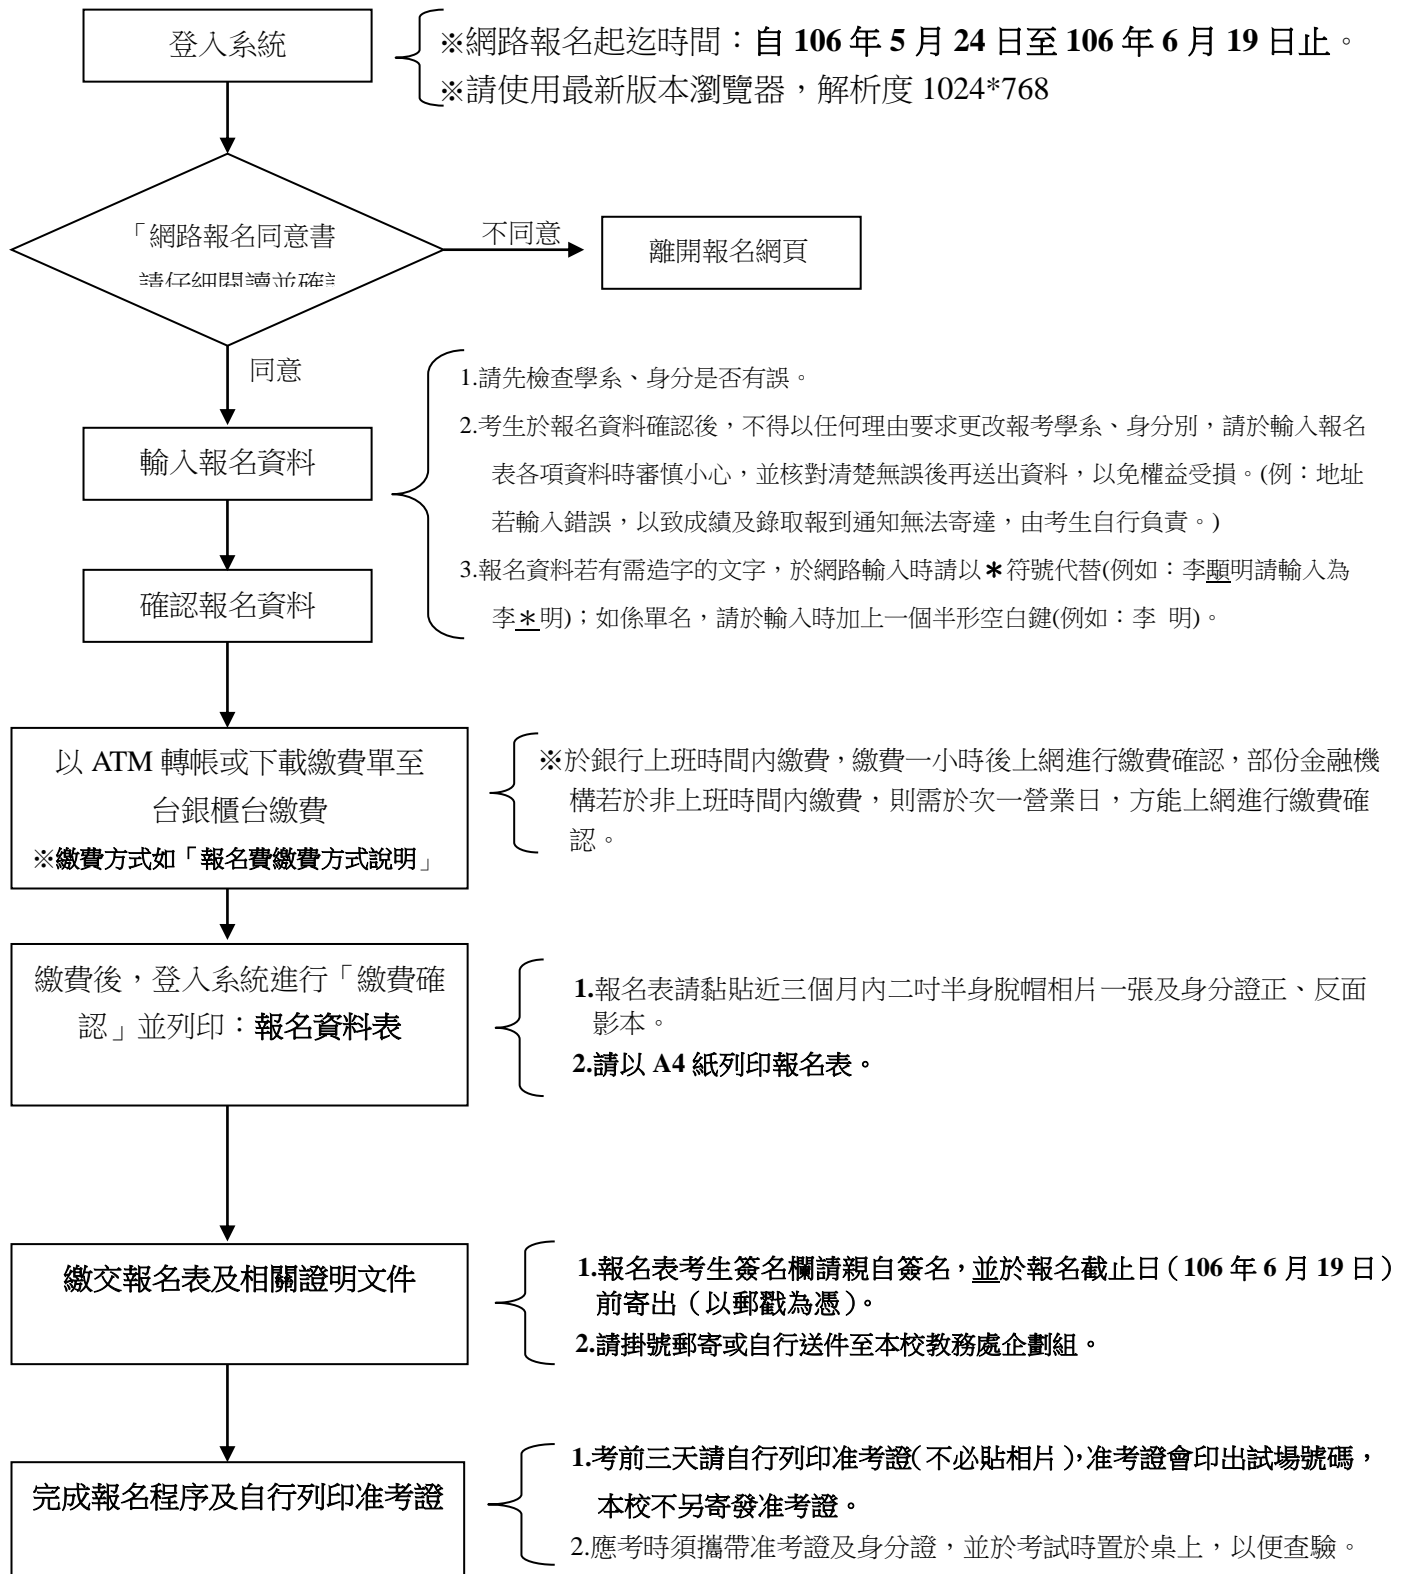 登入系統
※網路報名起迄時間：自 106 年 5 月 24 日至 106 年 6 月 19 日止。
※請使用最新版本瀏覽器，解析度 1024*768
「網路報名同意書
請仔細閱讀並確認
不同意
離開報名網頁
同意
輸入報名資料
確認報名資料
1.請先檢查學系、身分是否有誤。
2.考生於報名資料確認後，不得以任何理由要求更改報考學系、身分別，請於輸入報名
表各項資料時審慎小心，並核對清楚無誤後再送出資料，以免權益受損。(例：地址
若輸入錯誤，以致成績及錄取報到通知無法寄達，由考生自行負責。)
3.報名資料若有需造字的文字，於網路輸入時請以＊符號代替(例如：李顯明請輸入為
李＊明)；如係單名，請於輸入時加上一個半形空白鍵(例如：李 明)。
以 ATM 轉帳或下載繳費單至
台銀櫃台繳費
※繳費方式如「報名費繳費方式說明」
※於銀行上班時間內繳費，繳費一小時後上網進行繳費確認，部份金融機
構若於非上班時間內繳費，則需於次一營業日，方能上網進行繳費確
認。
繳費後，登入系統進行「繳費確
認」並列印：報名資料表
1.報名表請黏貼近三個月內二吋半身脫帽相片一張及身分證正、反面
影本。
2.請以 A4 紙列印報名表。
繳交報名表及相關證明文件
1.報名表考生簽名欄請親自簽名，並於報名截止日（106 年 6 月 19 日）
前寄出（以郵戳為憑）。
2.請掛號郵寄或自行送件至本校教務處企劃組。
完成報名程序及自行列印准考證
1.考前三天請自行列印准考證(不必貼相片)，准考證會印出試場號碼，
本校不另寄發准考證。
2.應考時須攜帶准考證及身分證，並於考試時置於桌上，以便查驗。